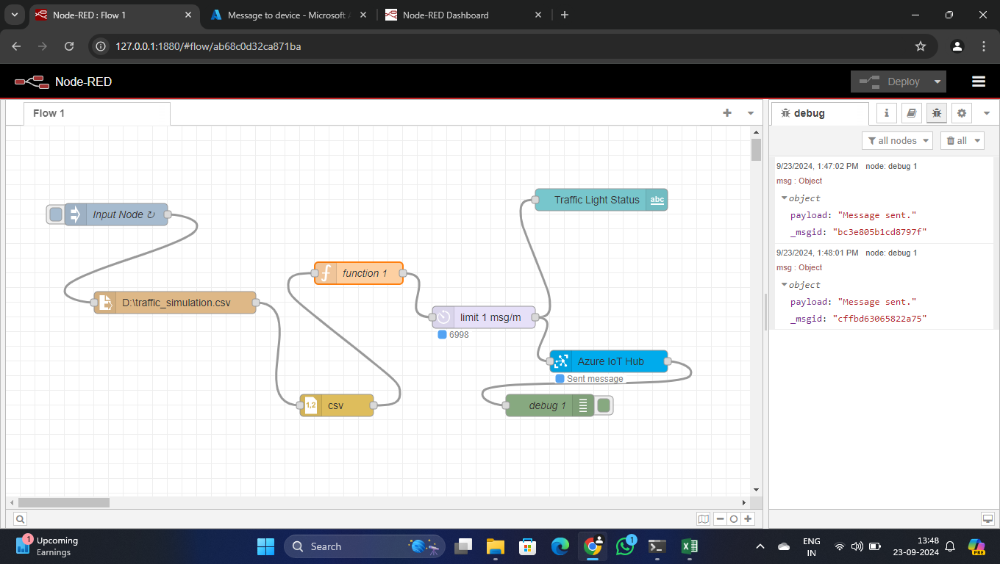 Node-RED : Flow 1
Message to device - Microsoft
Node-RED Dashboard
127.0.0.1:1880/#flow/ab68c0d32ca871ba
Node-RED
Deploy
Flow 1
debug
i
all nodes
all
9/23/2024, 1:47:02 PM node: debug 1
msg : Object
object
payload: "Message sent."
_msgid: "bc3e805b1cd8797f"
9/23/2024, 1:48:01 PM node: debug 1
msg : Object
object
payload: "Message sent."
_msgid: "cffbd63065822a75"
Traffic Light Status abc
Input Node ↻
f function 1
D:\traffic_simulation.csv
limit 1 msg/m
6998
Azure IoT Hub
Sent message
1,2 csv
debug 1
1
Upcoming
Earnings
Search
1
PRE
ENG
IN
13:48
23-09-2024